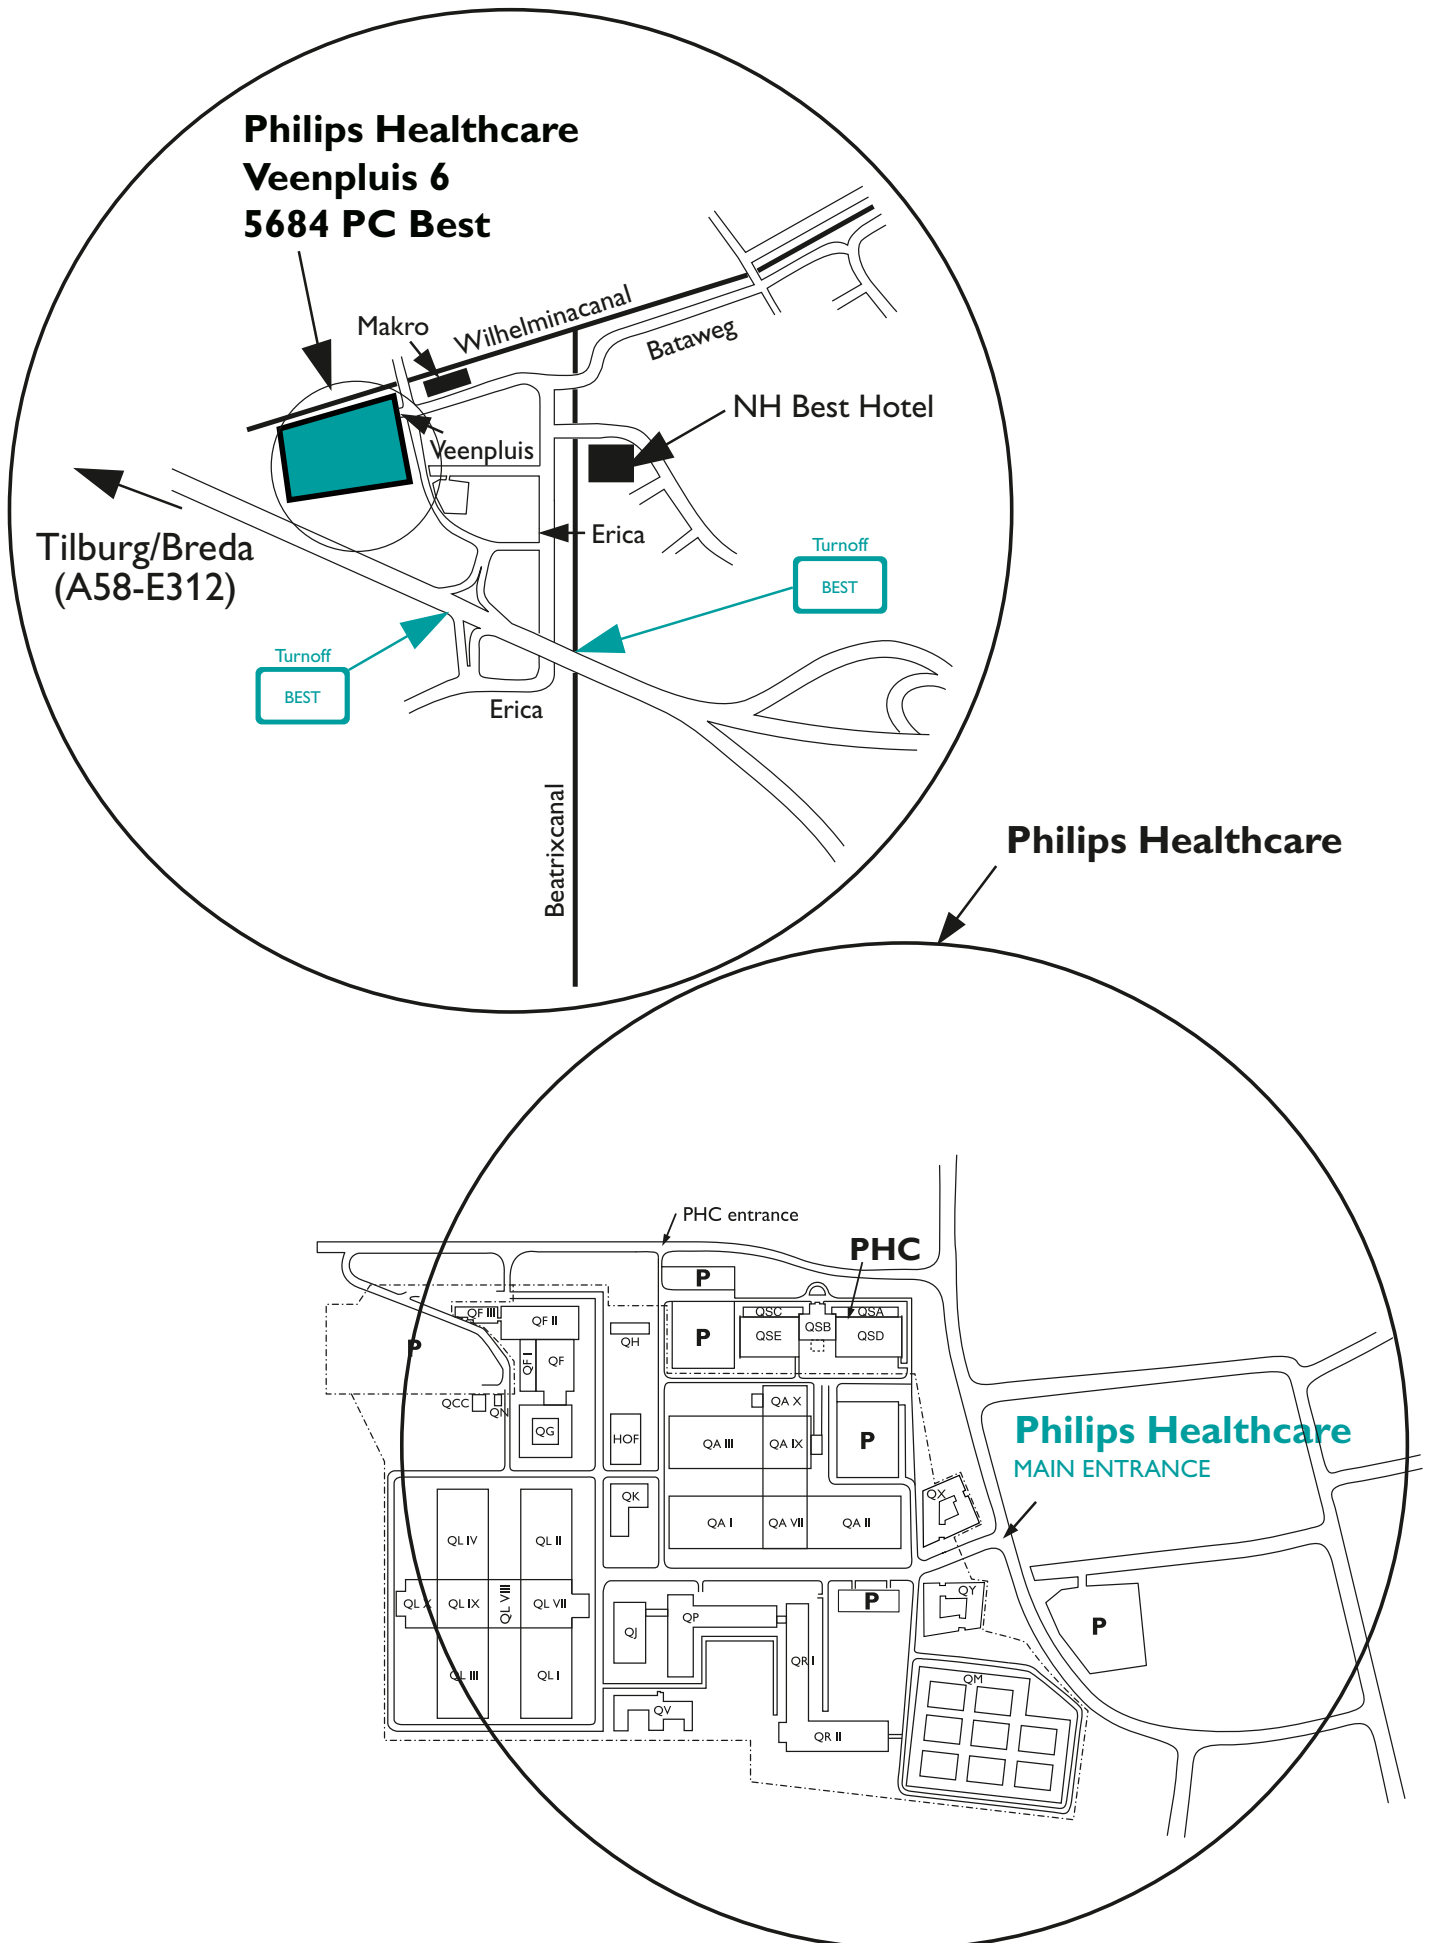 Philips Healthcare
Veenpluis 6
5684 PC Best
Makro
Wilhelminacanal
Bataweg
NH Best Hotel
Veenpluis
Erica
Tilburg/Breda
(A58-E312)
Turnoff
BEST
Turnoff
BEST
Erica
Beatrixcanal
Philips Healthcare
PHC entrance
PHC
P
QF III
QF II
QSC
QSA
QSB
QH
P
QSE
QSD
P
QF I
QF
QCC
QN
QA X
QG
HOF
QA III
QA IX
P
Philips Healthcare
MAIN ENTRANCE
QK
QX
QL IV
QL II
QA I
QA VII
QA II
QL X
QL IX
QL VIII
QL VII
QY
P
QJ
QP
P
QL III
QL I
QR I
QM
QV
QR II